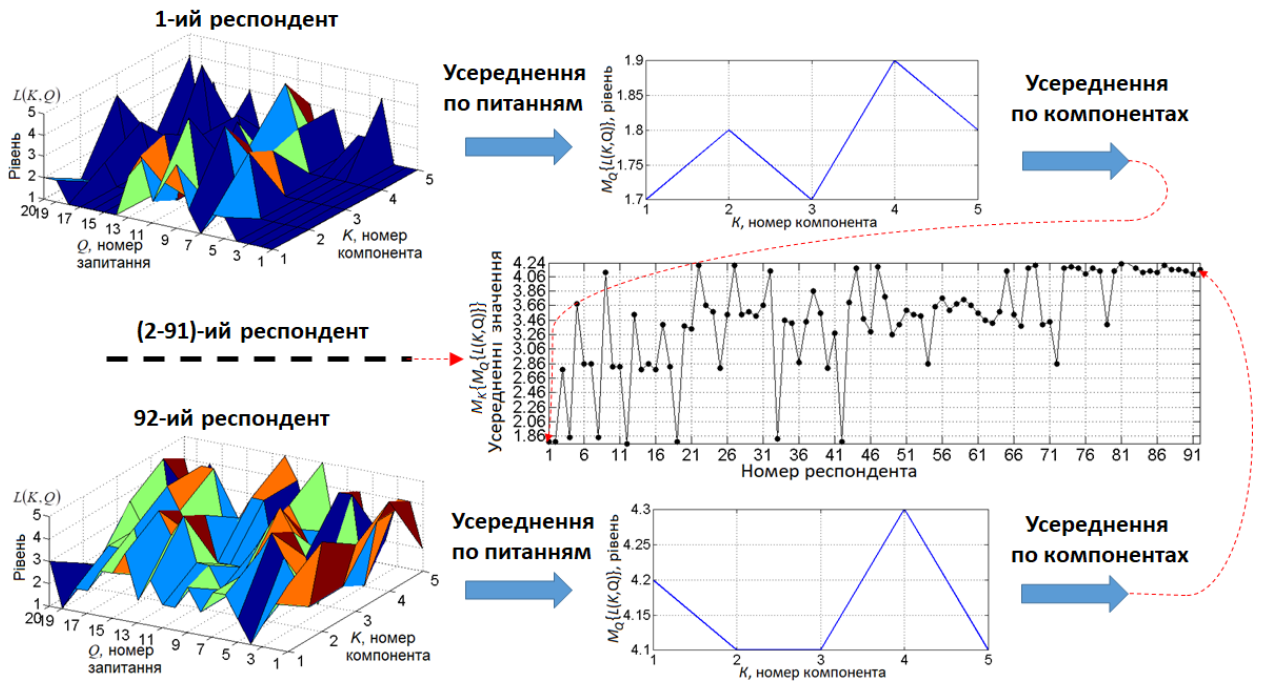 1-ий респондент
L(K,Q)
5
4
3
2
1
Рівень
20 19 17 15 13 11 9 7 5 3 1
Q, номер
запитання
1 2 3 4 5
K, номер
компонента
Усереднення
по питанням
1.9
1.85
1.8
1.75
1.7
M_Q{L(K,Q)}, рівень
1 2 3 4 5
K, номер компонента
Усереднення
по компонентах
(2-91)-ий респондент
M_K{M_Q{L(K,Q)}}
Усередненні значення
4.24
4.06
3.86
3.66
3.46
3.26
3.06
2.86
2.66
2.46
2.26
2.06
1.86
1 6 11 16 21 26 31 36 41 46 51 56 61 66 71 76 81 86 91
Номер респондента
92-ий респондент
L(K,Q)
5
4
3
2
1
Рівень
20 19 17 15 13 11 9 7 5 3 1
Q, номер
запитання
1 2 3 4 5
K, номер
компонента
Усереднення
по питанням
4.3
4.25
4.2
4.15
4.1
M_Q{L(K,Q)}, рівень
1 2 3 4 5
K, номер компонента
Усереднення
по компонентах